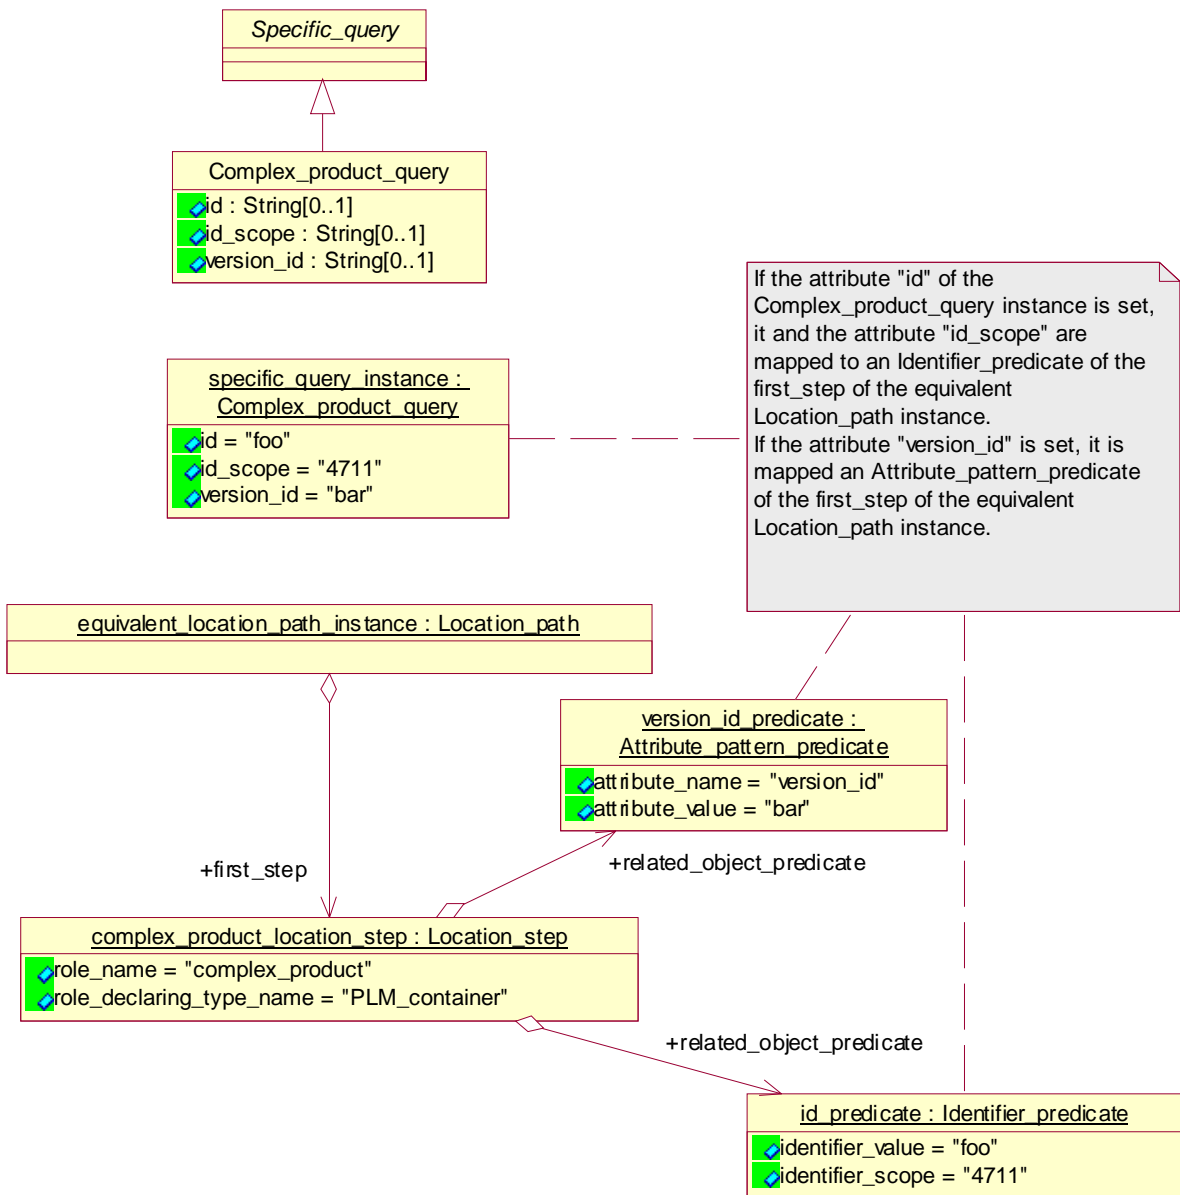 Specific_query
Complex_product_query
id : String[0..1]
id_scope : String[0..1]
version_id : String[0..1]
If the attribute "id" of the
Complex_product_query instance is set,
it and the attribute "id_scope" are
mapped to an Identifier_predicate of the
first_step of the equivalent
Location_path instance.
If the attribute "version_id" is set, it is
mapped an Attribute_pattern_predicate
of the first_step of the equivalent
Location_path instance.
specific_query_instance :
Complex_product_query
id = "foo"
id_scope = "4711"
version_id = "bar"
equivalent_location_path_instance : Location_path
version_id_predicate :
Attribute_pattern_predicate
attribute_name = "version_id"
attribute_value = "bar"
+first_step
+related_object_predicate
complex_product_location_step : Location_step
role_name = "complex_product"
role_declaring_type_name = "PLM_container"
+related_object_predicate
id_predicate : Identifier_predicate
identifier_value = "foo"
identifier_scope = "4711"